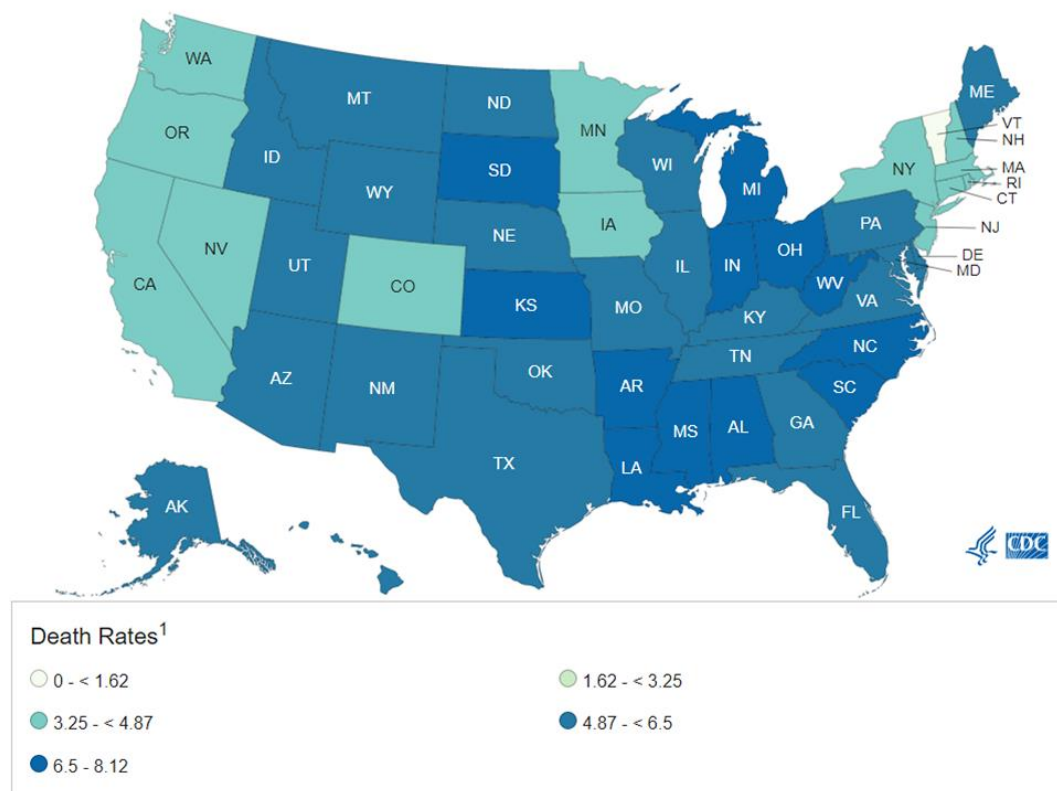 WA
MT
ND
ME
VT
MN
NH
OR
ID
WI
MA
NY
SD
RI
MI
CT
WY
PA
NJ
IA
NE
NV
OH
DE
UT
IL
IN
MD
CA
CO
WV
VA
KS
MO
KY
NC
TN
OK
AZ
NM
AR
SC
GA
MS
AL
TX
LA
AK
FL
CDC
Death Rates1
0 - < 1.62
1.62 - < 3.25
3.25 - < 4.87
4.87 - < 6.5
6.5 - 8.12